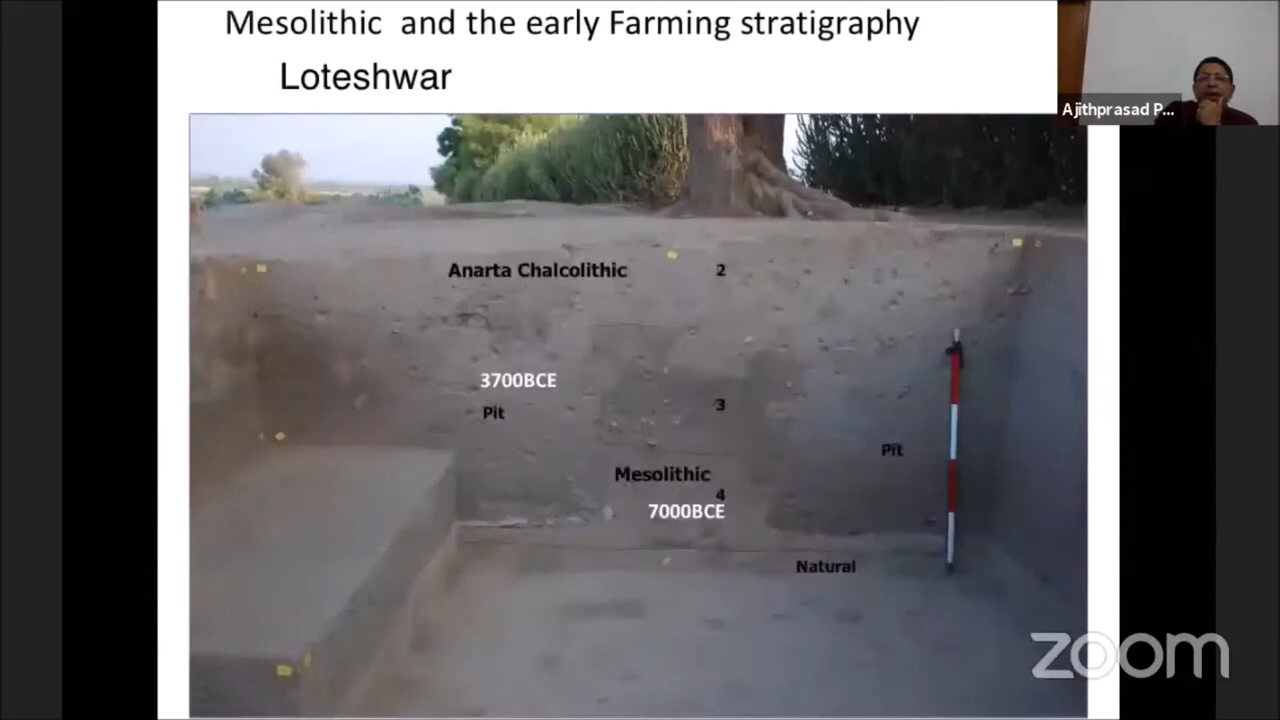 Mesolithic and the early Farming stratigraphy
Loteshwar
Ajithprasad P...
Anarta Chalcolithic 2
3700BCE
Pit
3
Pit
Mesolithic
4
7000BCE
Natural
zoom